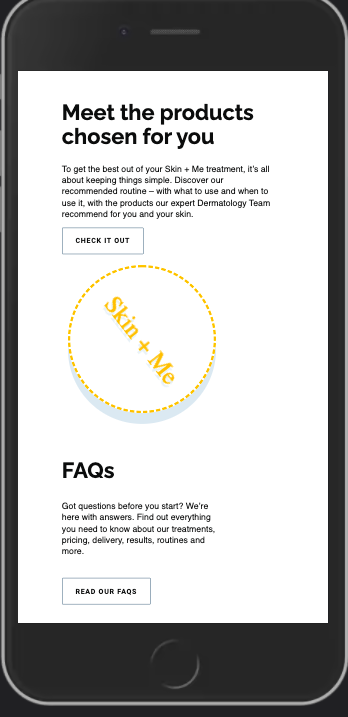 Meet the products
chosen for you
To get the best out of your Skin + Me treatment, it's all
about keeping things simple. Discover our
recommended routine – with what to use and when to
use it, with the products our expert Dermatology Team
recommend for you and your skin.
CHECK IT OUT
Skin + Me
FAQs
Got questions before you start? We're
here with answers. Find out everything
you need to know about our treatments,
pricing, delivery, results, routines and
more.
READ OUR FAQS